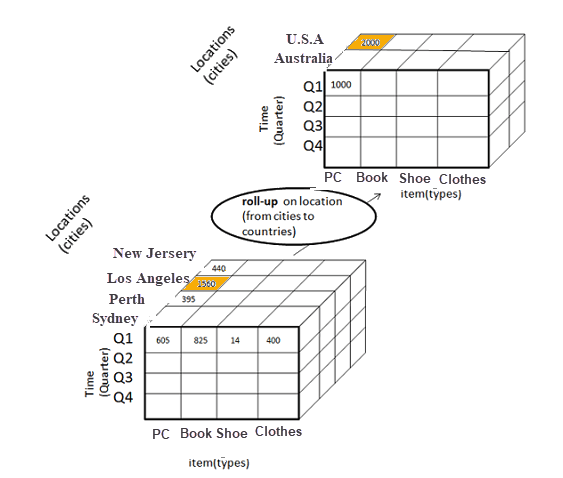 Locations
(cities)
U.S.A
Australia
2000
Time
(Quarter)
Q1 1000
Q2
Q3
Q4
PC Book Shoe Clothes
item(types)
roll-up on location
(from cities to
countries)
Locations
(cities)
New Jersery
Los Angeles
Perth
Sydney
440
1560
395
Time
(Quarter)
Q1 605 825 14 400
Q2
Q3
Q4
PC Book Shoe Clothes
item(types)